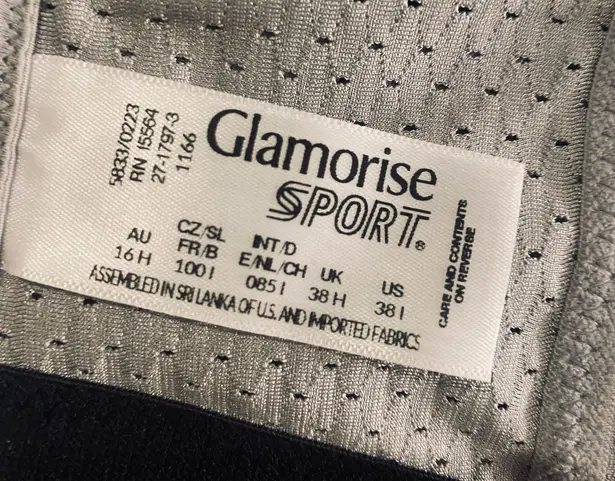 5833/0223
RN 15564
27-1797-3
1166
Glamorise
SPORT®
AU CZ/SL FR/B INT/D E/NL/CH UK US
16 H 100 I 085 I 38 H 38 I
ASSEMBLED IN SRI LANKA OF U.S. AND IMPORTED FABRICS
CARE AND CONTENTS
ON REVERSE